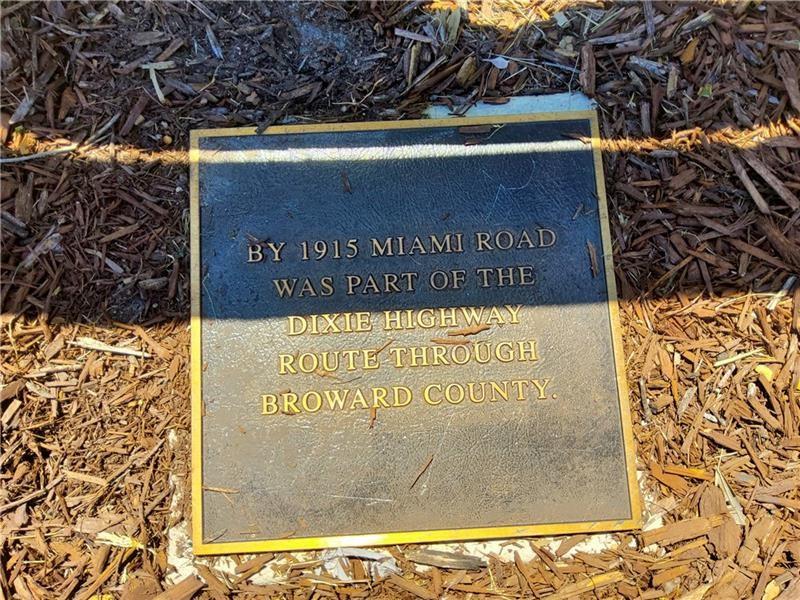 BY 1915 MIAMI ROAD
WAS PART OF THE
DIXIE HIGHWAY
ROUTE THROUGH
BROWARD COUNTY.